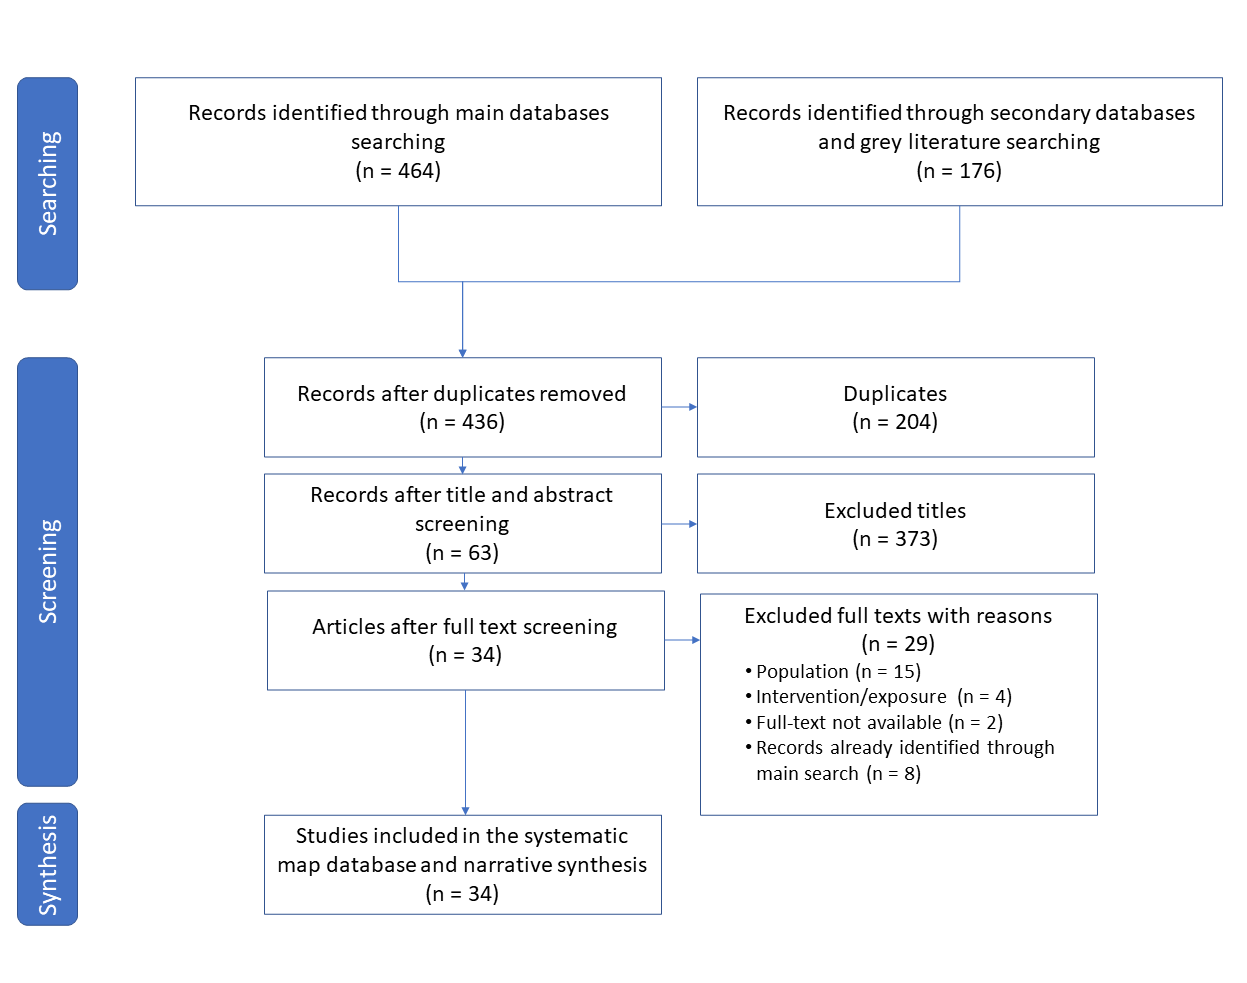 Searching
Records identified through main databases
searching
(n = 464)
Records identified through secondary databases
and grey literature searching
(n = 176)
Screening
Records after duplicates removed
(n = 436)
Duplicates
(n = 204)
Records after title and abstract
screening
(n = 63)
Excluded titles
(n = 373)
Articles after full text screening
(n = 34)
Excluded full texts with reasons
(n = 29)
• Population (n = 15)
• Intervention/exposure (n = 4)
• Full-text not available (n = 2)
• Records already identified through
main search (n = 8)
Synthesis
Studies included in the systematic
map database and narrative synthesis
(n = 34)